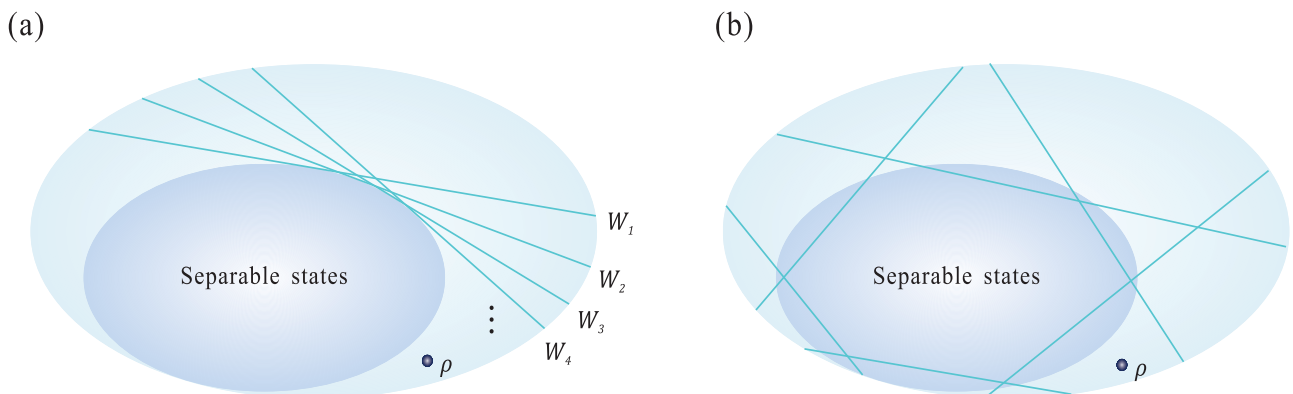 (a)
(b)
W1
Separable states
W2
⋮
W3
W4
ρ
Separable states
ρ